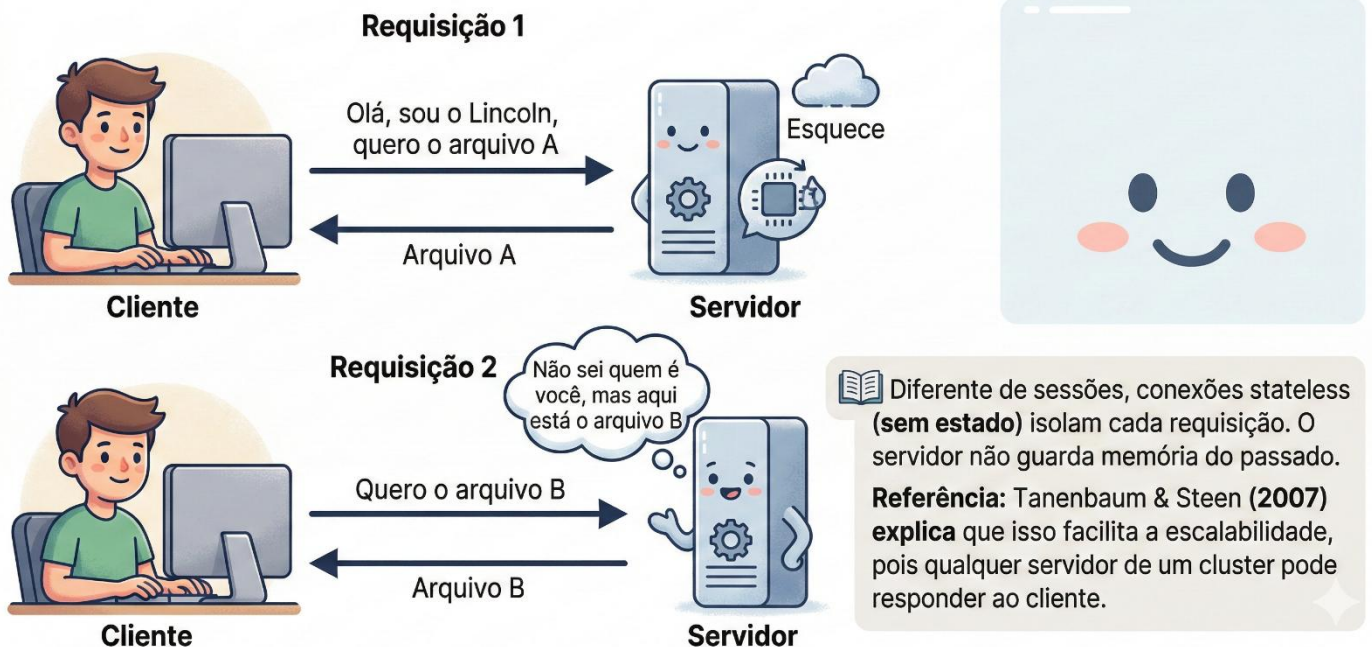 Requisição 1
Olá, sou o Lincoln,
quero o arquivo A
Esquece
Arquivo A
Cliente
Servidor
Requisição 2
Não sei quem é
você, mas aqui
está o arquivo B
Quero o arquivo B
Arquivo B
Cliente
Servidor
Diferente de sessões, conexões stateless
(sem estado) isolam cada requisição. O
servidor não guarda memória do passado.
Referência: Tanenbaum & Steen (2007)
explica que isso facilita a escalabilidade,
pois qualquer servidor de um cluster pode
responder ao cliente.